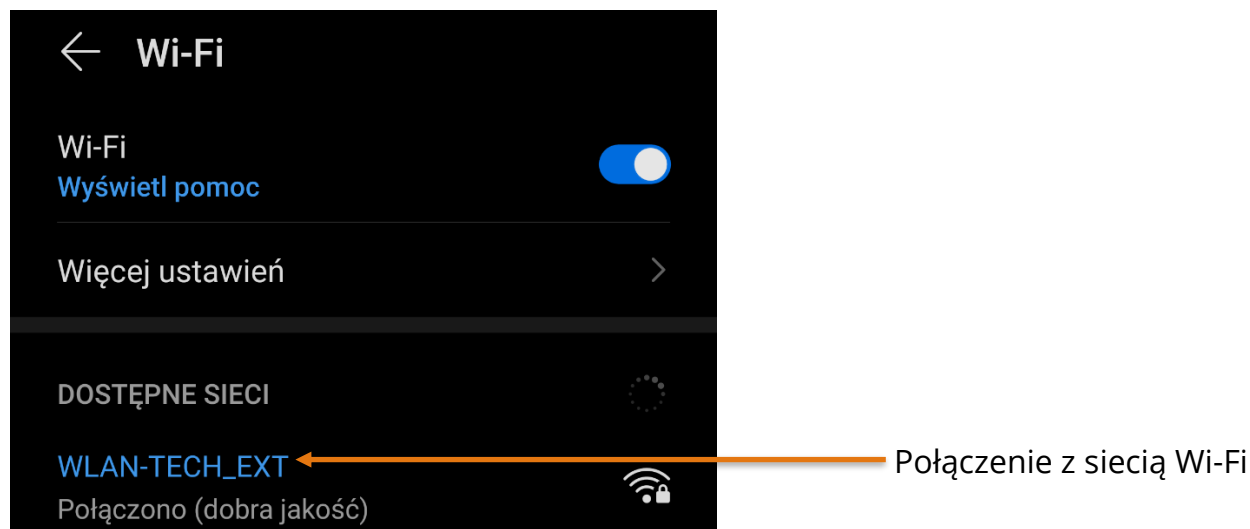 Wi-Fi
Wi-Fi
Wyświetl pomoc
Więcej ustawień
DOSTĘPNE SIECI
WLAN-TECH_EXT
Połączenie z siecią Wi-Fi
Połączono (dobra jakość)